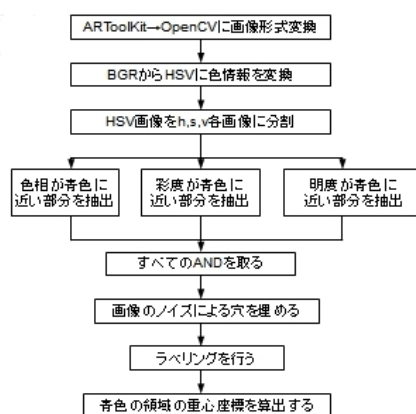 ARToolKit→OpenCVに画像形式変換
BGRからHSVに色情報を変換
HSV画像をh,s,v各画像に分割
色相が青色に
近い部分を抽出
彩度が青色に
近い部分を抽出
明度が青色に
近い部分を抽出
すべてのANDを取る
画像のノイズによる穴を埋める
ラベリングを行う
青色の領域の重心座標を算出する